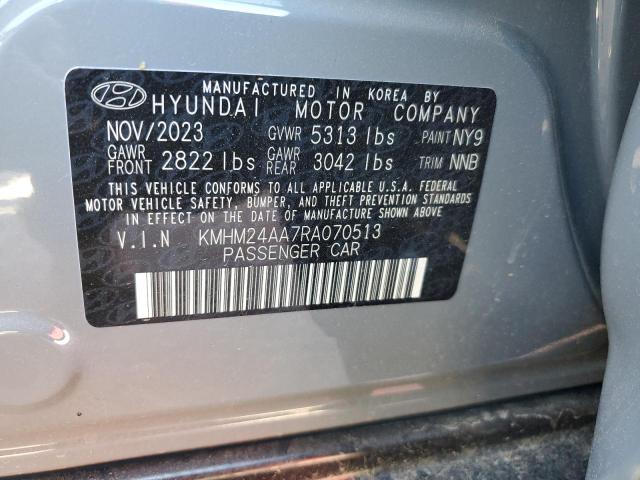 MANUFACTURED IN KOREA BY
HYUNDAI MOTOR COMPANY
NOV/2023 GVWR 5313 lbs PAINT NY9
GAWR FRONT 2822 lbs GAWR REAR 3042 lbs TRIM NNB
THIS VEHICLE CONFORMS TO ALL APPLICABLE U.S.A. FEDERAL
MOTOR VEHICLE SAFETY, BUMPER, AND THEFT PREVENTION
STANDARDS IN EFFECT ON THE DATE OF MANUFACTURE SHOWN ABOVE.
V.I.N KMHM24AA7RA070513
PASSENGER CAR